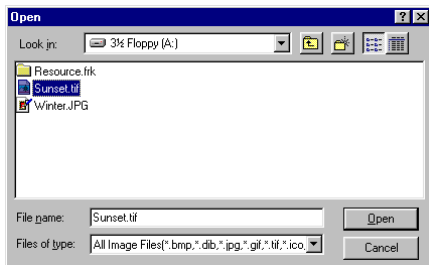 Open
Look in: 3½ Floppy (A:)
Resource.frk
Sunset.tif
Winter.JPG
File name: Sunset.tif Open
Files of type: All Image Files(*.bmp,*.dib,*.jpg,*.gif,*.tif,*.ico, Cancel